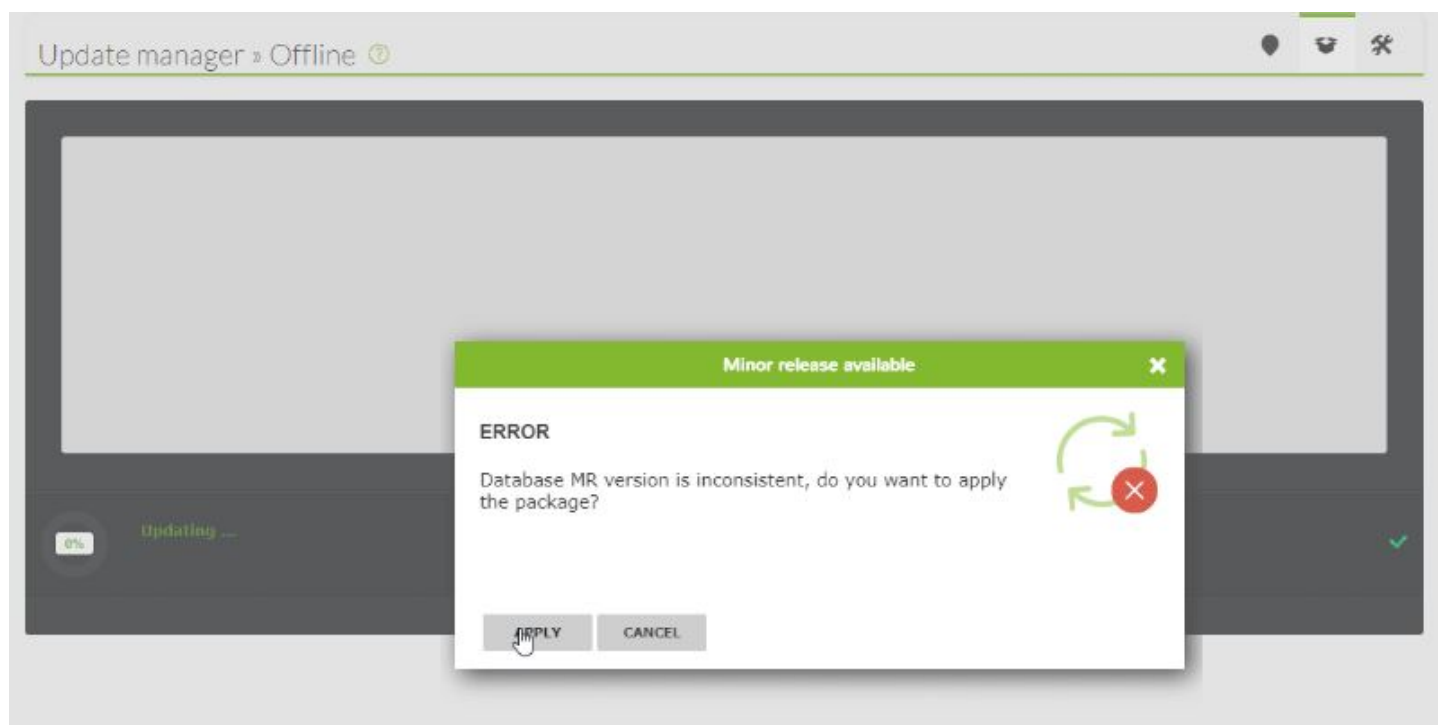 Update manager » Offline
Minor release available
ERROR
Database MR version is inconsistent, do you want to apply
the package?
0%
Updating ...
APPLY
CANCEL